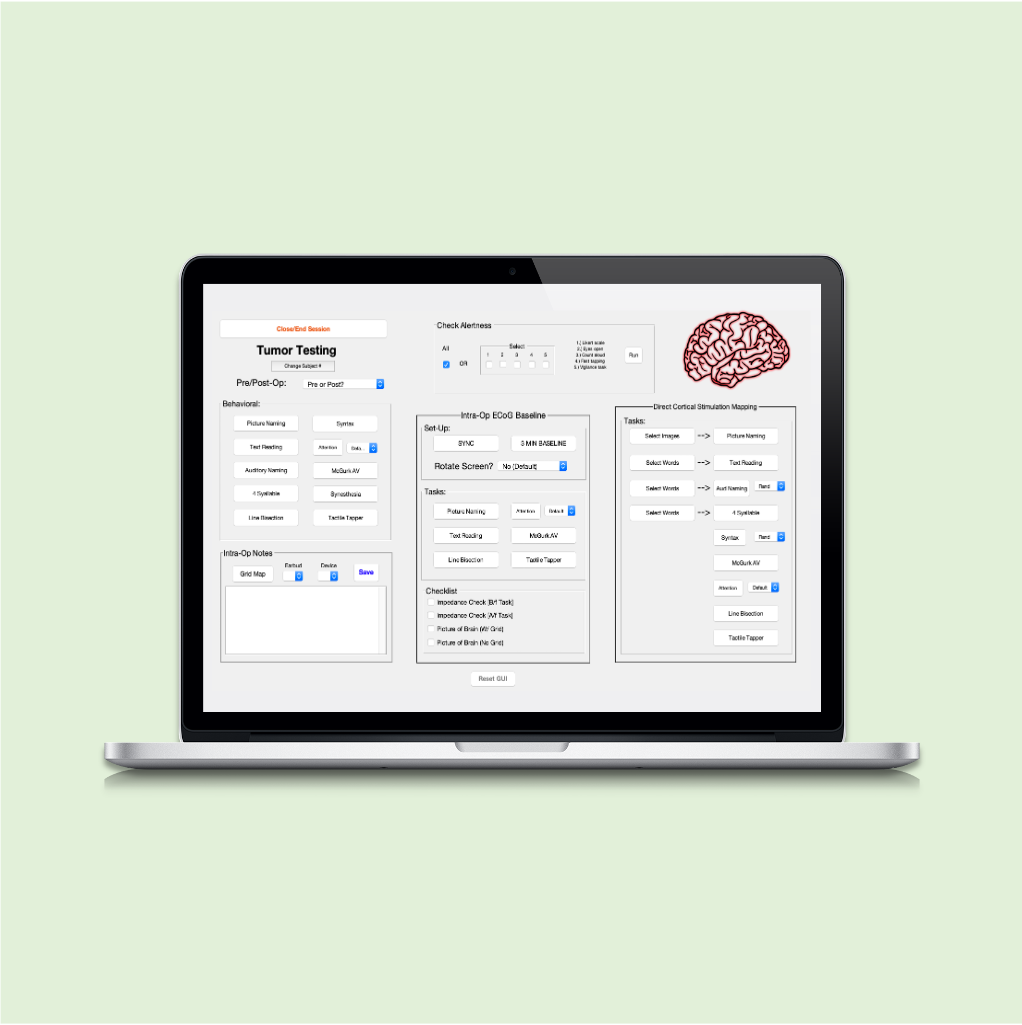 Close/End Session
Tumor Testing
Change Subject #
Pre/Post-Op: Pre or Post?
Behavioral:
Picture Naming Syntax
Text Reading Attention Defa...
Auditory Naming McGurk AV
4 Syllable Synesthesia
Line Bisection Tactile Tapper
Intra-Op Notes
Grid Map Earbud Device Save
Check Alertness
All OR Select
1 2 3 4 5
1.) Short scale
2.) Eyes open
3.) Count aloud
4.) Fast tapping
5.) Vigilance task
Run
Intra-Op ECoG Baseline
Set-Up:
SYNC 3 MIN BASELINE
Rotate Screen? No (Default)
Tasks:
Picture Naming Attention Default
Text Reading McGurk AV
Line Bisection Tactile Tapper
Checklist
Impedance Check [B/f Task]
Impedance Check [A/f Task]
Picture of Brain (W/ Grid)
Picture of Brain (No Grid)
Reset GUI
Direct Cortical Stimulation Mapping
Tasks:
Select Images --> Picture Naming
Select Words --> Text Reading
Select Words --> Aud Naming Rand
Select Words --> 4 Syallable
Syntax Rand
McGurk AV
Attention Default
Line Bisection
Tactile Tapper